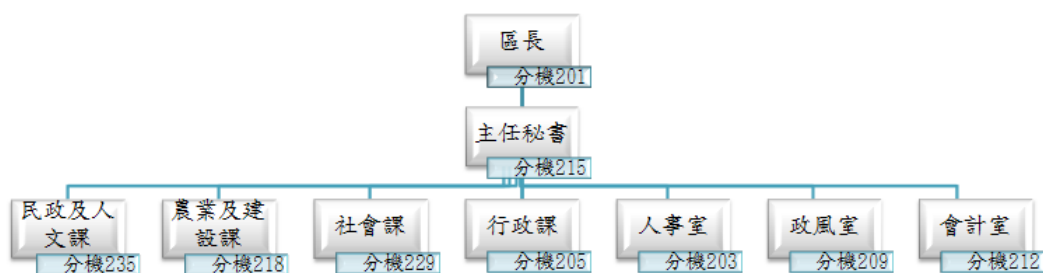 區長
分機201
主任秘書
分機215
民政及人
文課
分機235
農業及建
設課
分機218
社會課
分機229
行政課
分機205
人事室
分機203
政風室
分機209
會計室
分機212